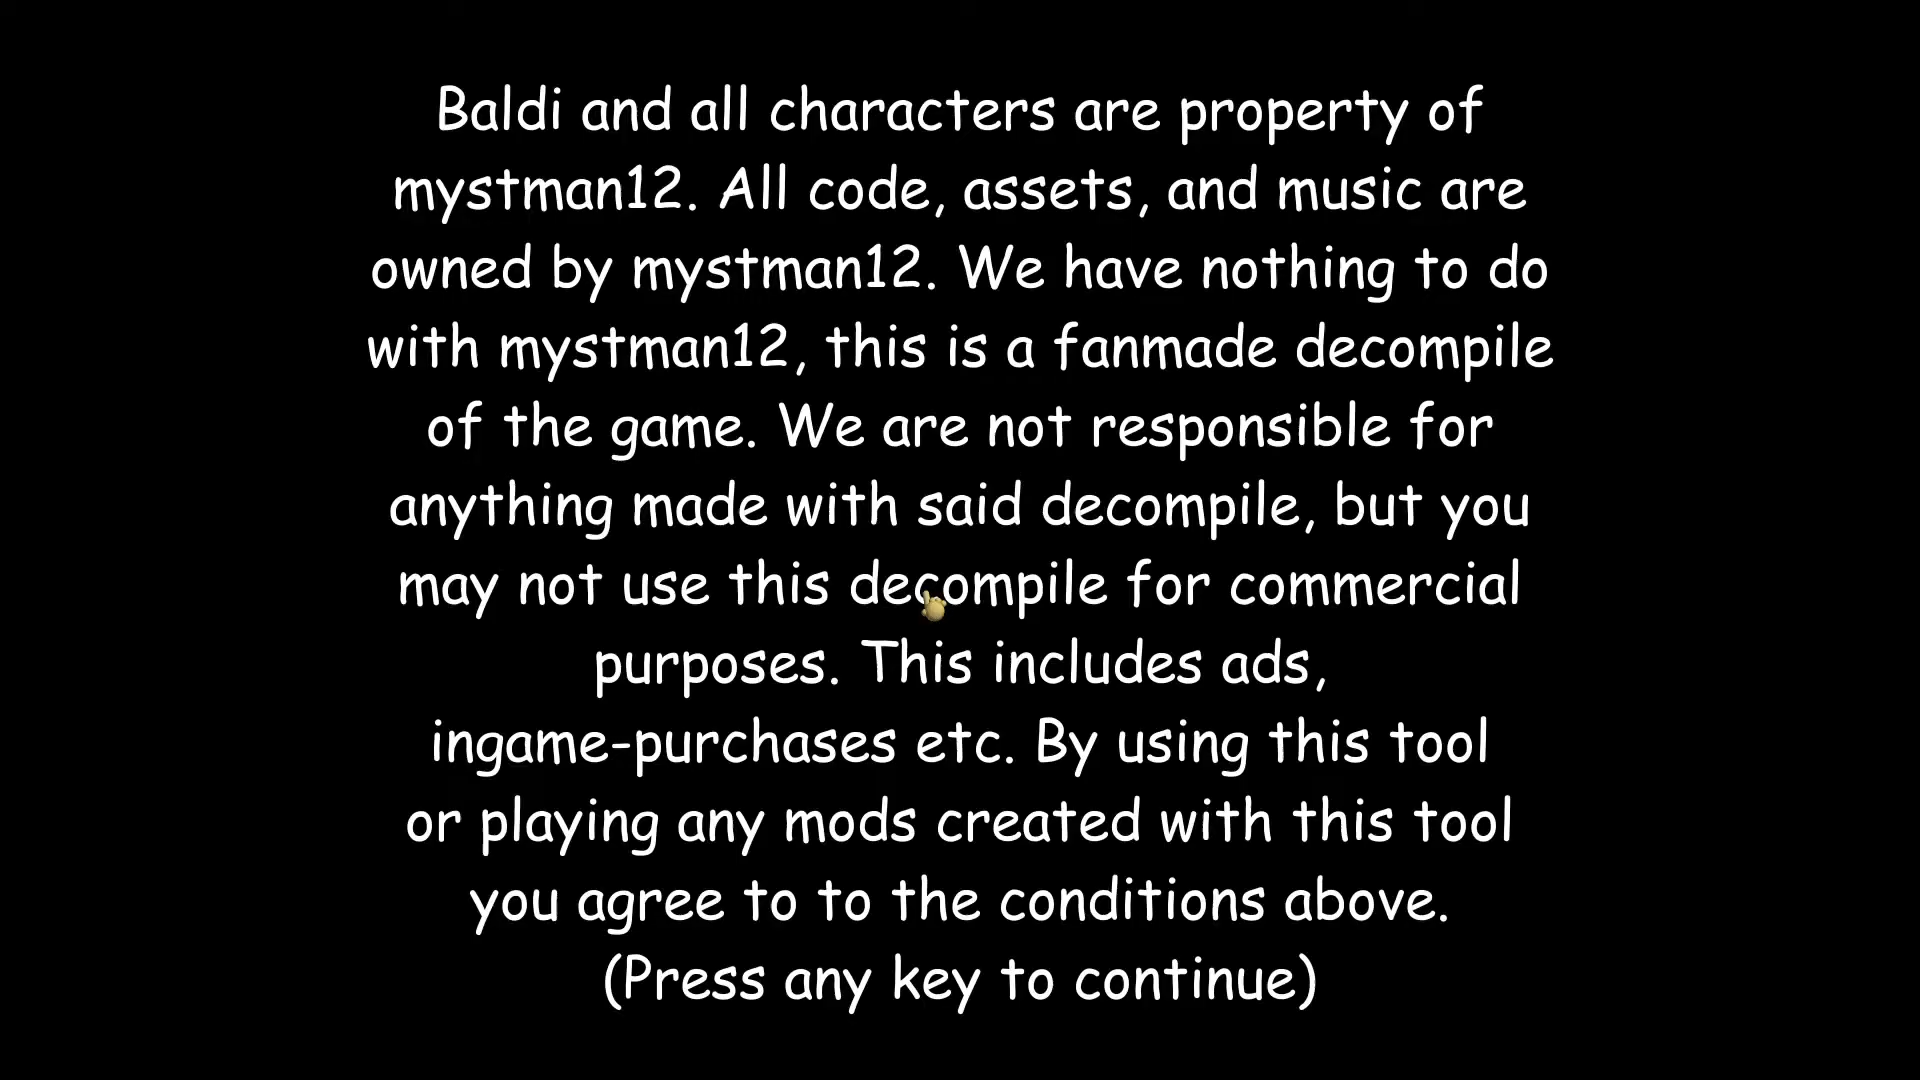 Baldi and all characters are property of
mystman12. All code, assets, and music are
owned by mystman12. We have nothing to do
with mystman12, this is a fanmade decompile
of the game. We are not responsible for
anything made with said decompile, but you
may not use this decompile for commercial
purposes. This includes ads,
ingame-purchases etc. By using this tool
or playing any mods created with this tool
you agree to to the conditions above.
(Press any key to continue)